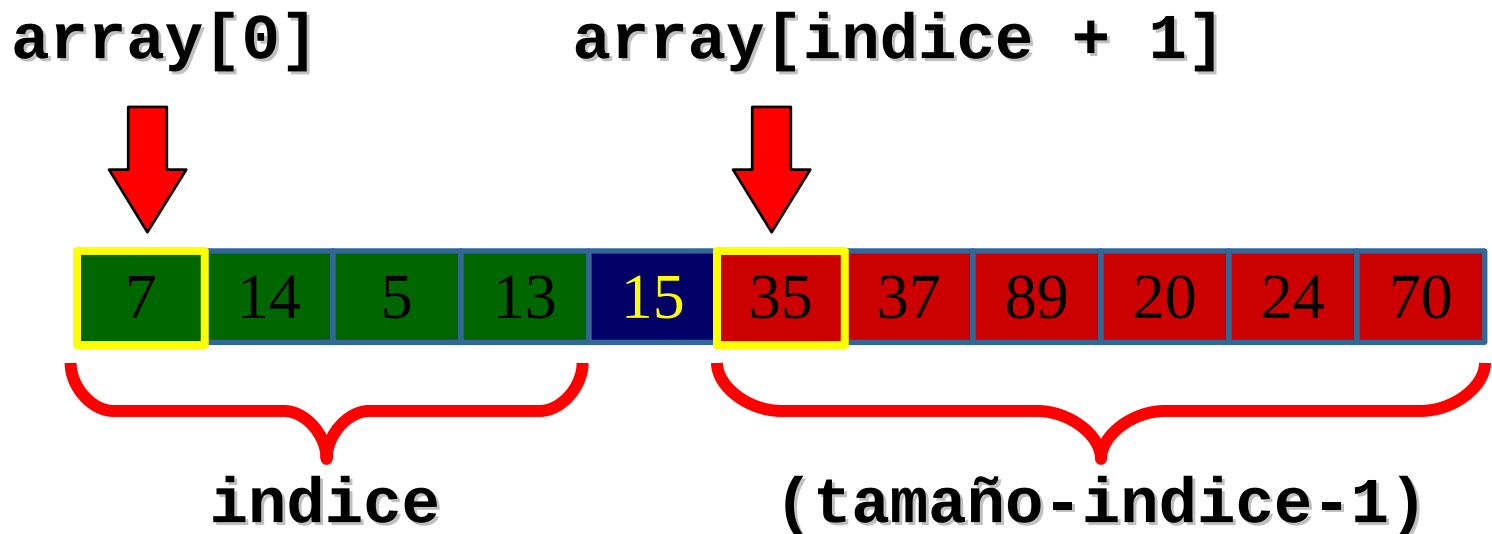 array[0] array[indice + 1]
7 14 5 13 15 35 37 89 20 24 70
indice (tamaño-indice-1)